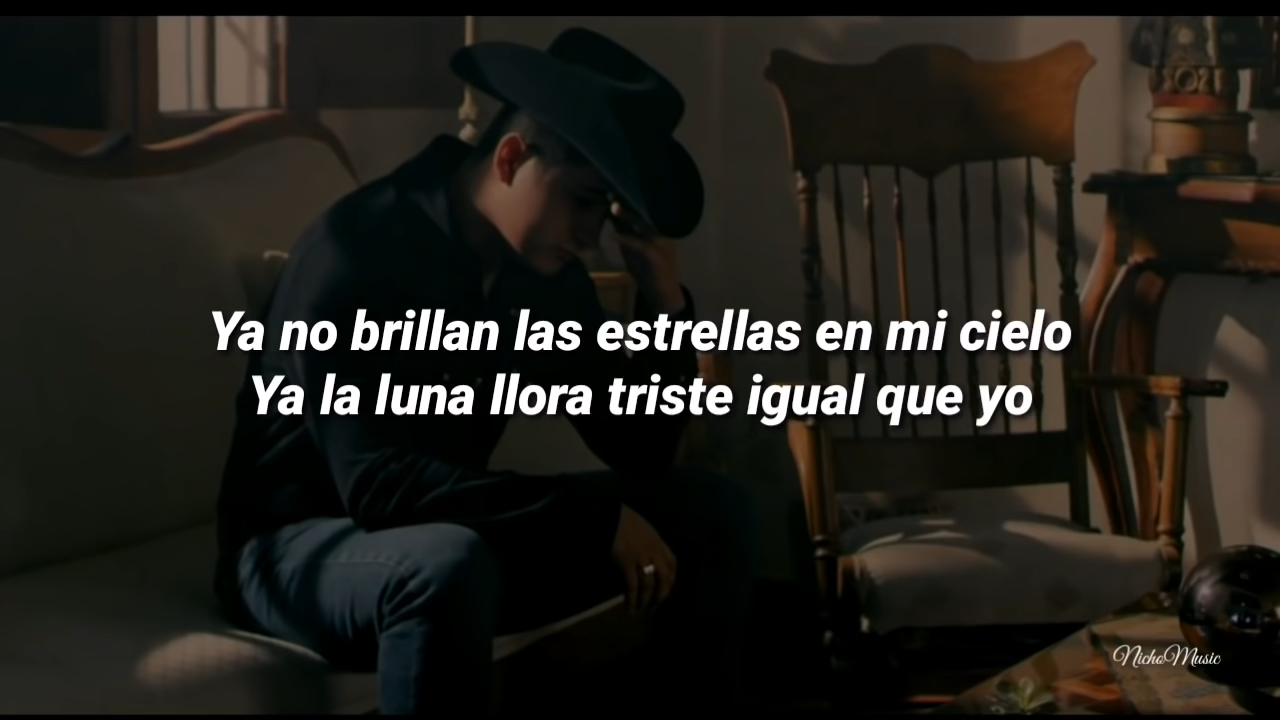 Ya no brillan las estrellas en mi cielo
Ya la luna llora triste igual que yo
NichoMusic